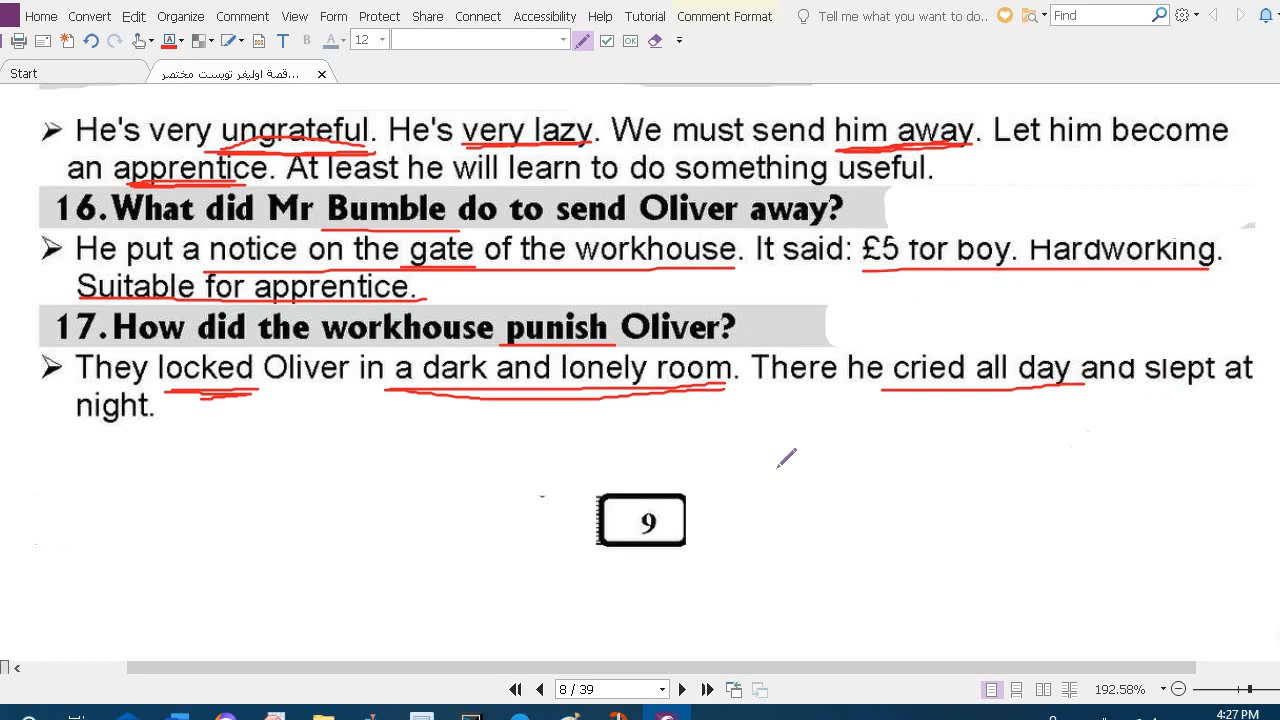 Home Convert Edit Organize Comment View Form Protect Share Connect Accessibility Help Tutorial Comment Format Tell me what you want to do.. Find
12
Start قصة اوليفر تويست مختصر...
➢ He's very ungrateful. He's very lazy. We must send him away. Let him become
an apprentice. At least he will learn to do something useful.
16.What did Mr Bumble do to send Oliver away?
➢ He put a notice on the gate of the workhouse. It said: £5 for boy. Hardworking.
Suitable for apprentice.
17.How did the workhouse punish Oliver?
➢ They locked Oliver in a dark and lonely room. There he cried all day and slept at
night.
9
8 / 39 192.58%
4:27 PM